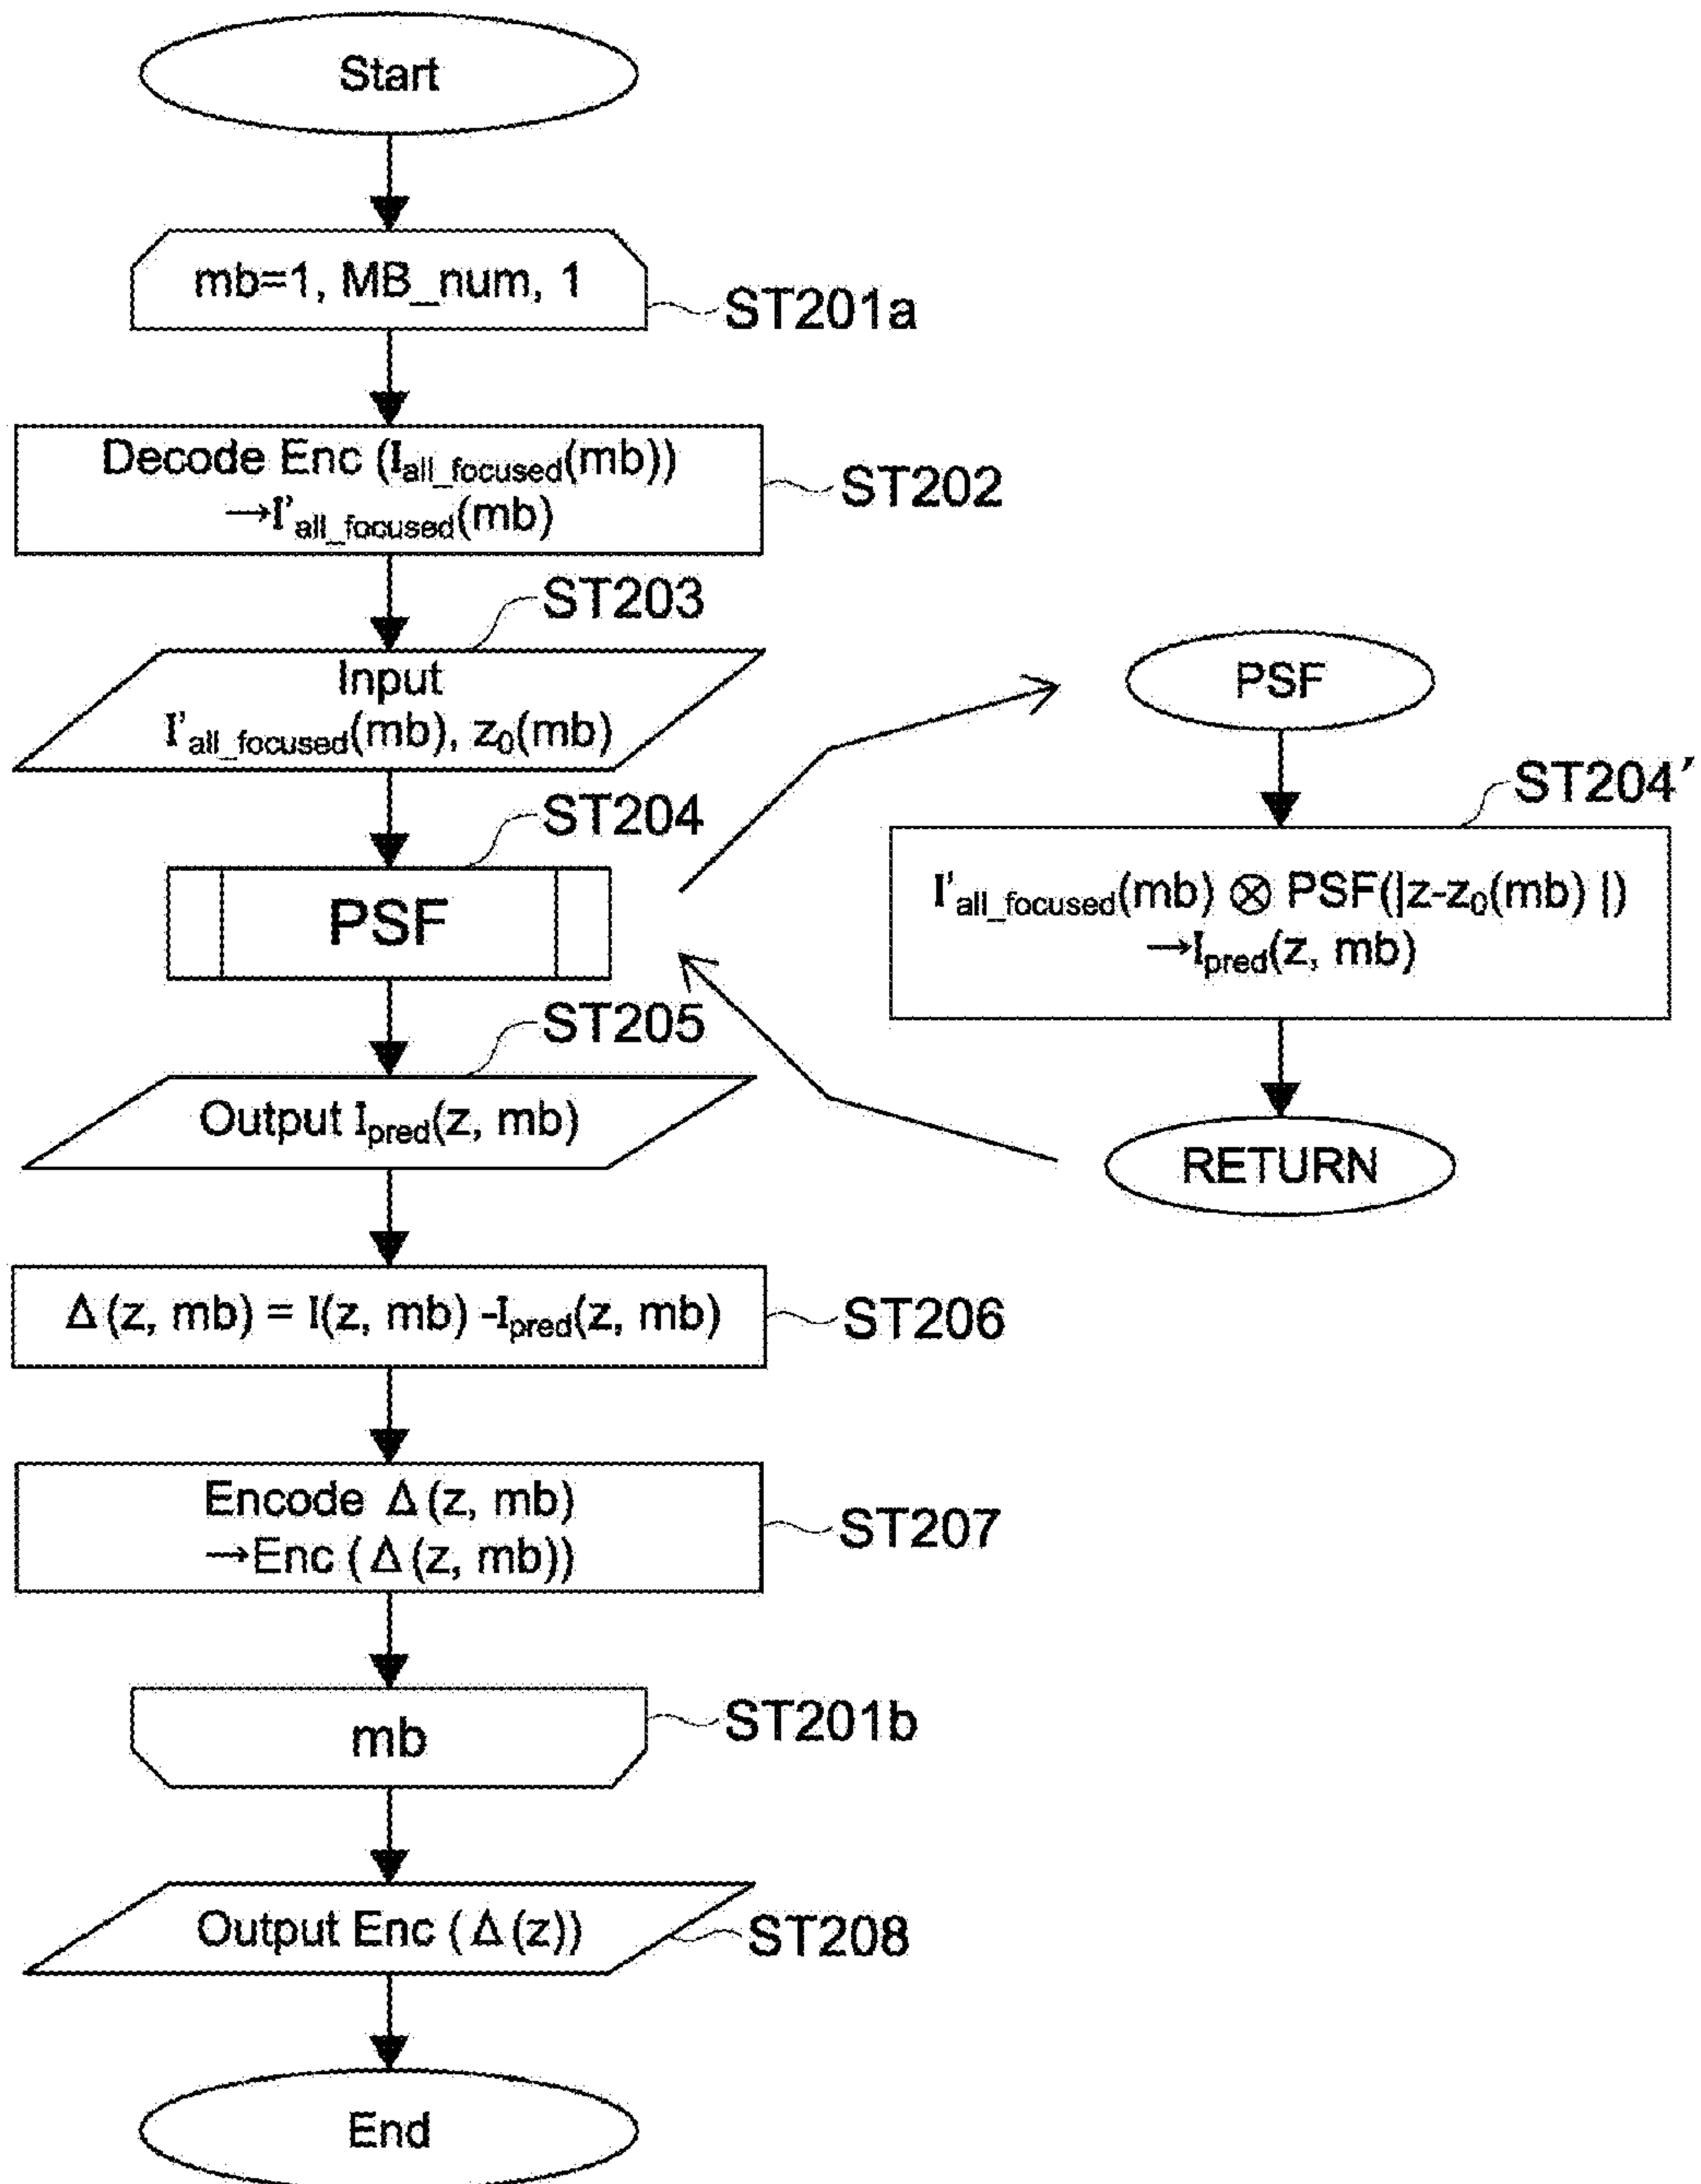 Start
mb=1, MB_num, 1
ST201a
Decode Enc (I_all_focused(mb))
→I'_all_focused(mb)
ST202
ST203
Input
I'_all_focused(mb), z₀(mb)
ST204
PSF
ST205
Output I_pred(z, mb)
Δ(z, mb) = I(z, mb) -I_pred(z, mb)
ST206
Encode Δ(z, mb)
→Enc (Δ(z, mb))
ST207
mb
ST201b
Output Enc (Δ(z))
ST208
End
PSF
ST204′
I'_all_focused(mb) ⊗ PSF(|z-z₀(mb) |)
→I_pred(z, mb)
RETURN